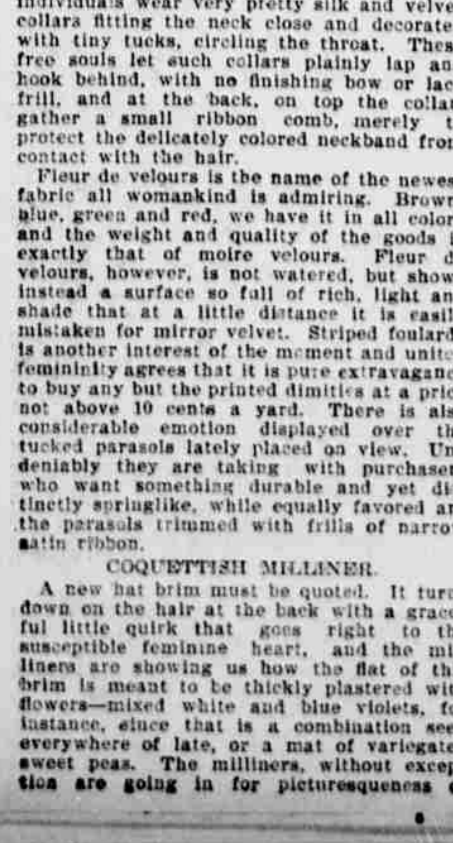 individuals wear very pretty silk and velve
collars fitting the neck close and decorate
with tiny tucks, circling the throat. Thes
free souls let such collars plainly lap an
hook behind, with no finishing bow or lac
frill, and at the back, on top the colla
gather a small ribbon comb, merely t
protect the delicately colored neckband fro
contact with the hair.
Fleur de velours is the name of the newes
fabric all womankind is admiring. Brown
blue, green and red, we have it in all color
and the weight and quality of the goods i
exactly that of moire velours. Fleur d
velours, however, is not watered, but show
instead a surface so full of rich, light an
shade that at a little distance it is easil
mistaken for mirror velvet. Striped foulard
is another interest of the moment and unite
femininity agrees that it is pure extravaganc
to buy any but the printed dimities at a pric
not above 10 cents a yard. There is als
considerable emotion displayed over th
tucked parasols lately placed on view. Un
deniably they are taking with purchaser
who want something durable and yet di
tinctly springlike, while equally favored ar
the parasols trimmed with frills of narro
satin ribbon.
COQUETTISH MILLINER.
A new hat brim must be quoted. It turn
down on the hair at the back with a grace
ful little quirk that goes right to th
susceptible feminine heart, and the mil
liners are showing us how the flat of th
brim is meant to be thickly plastered wit
flowers—mixed white and blue violets, fo
instance, since that is a combination see
everywhere of late, or a mat of variegate
sweet peas. The milliners, without excep
tion are going in for picturesqueness